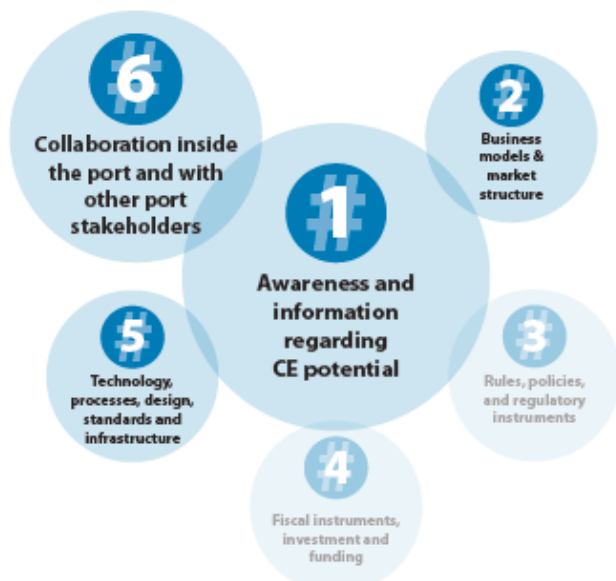 #6
Collaboration inside
the port and with
other port
stakeholders
#2
Business
models &
market
structure
#1
Awareness and
information
regarding
CE potential
#5
Technology,
processes, design,
standards and
infrastructure
#3
Rules, policies,
and regulatory
instruments
#4
Fiscal instruments,
investment and
funding